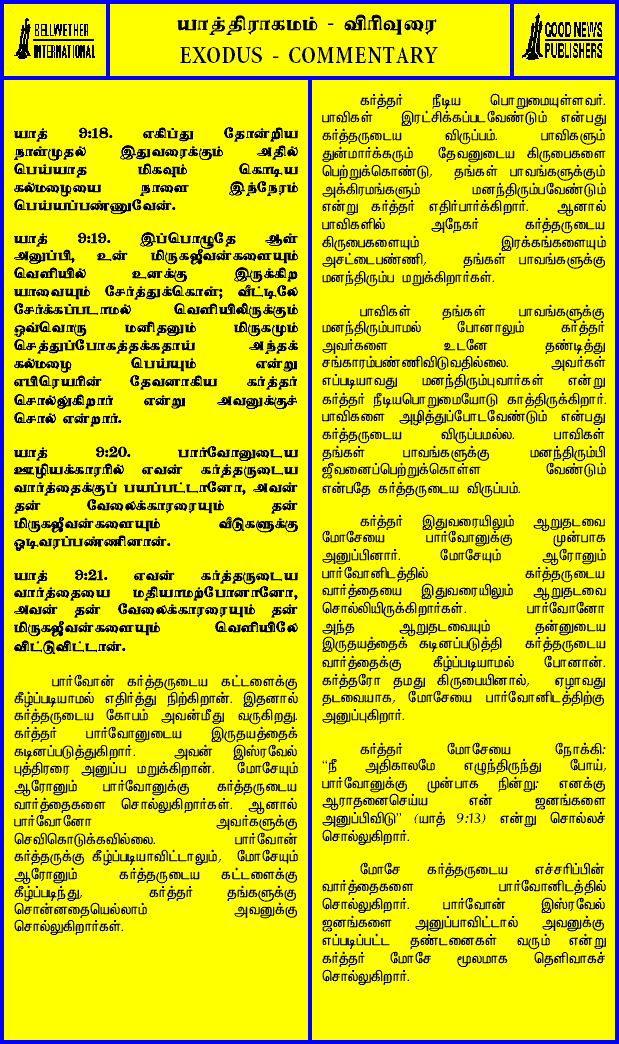 BELLWETHER
INTERNATIONAL
யாத்திராகமம் - விரிவுரை
EXODUS - COMMENTARY
GOOD NEWS
PUBLISHERS
யாத் 9:18. எகிப்து தோன்றிய
நாள்முதல் இதுவரைக்கும் அதில்
பெய்யாத மிகவும் கொடிய
கல்மழையை நாளை இந்நேரம்
பெய்யப்பண்ணுவேன்.
யாத் 9:19. இப்பொழுதே ஆள்
அனுப்பி, உன் மிருகஜீவன்களையும்
வெளியில் உனக்கு இருக்கிற
யாவையும் சேர்த்துக்கொள்; வீட்டிலே
சேர்க்கப்படாமல் வெளியிலிருக்கும்
ஒவ்வொரு மனிதனும் மிருகமும்
செத்துப்போகத்தக்கதாய் அந்தக்
கல்மழை பெய்யும் என்று
எபிரெயரின் தேவனாகிய கர்த்தர்
சொல்லுகிறார் என்று அவனுக்குச்
சொல் என்றார்.
யாத் 9:20. பார்வோனுடைய
ஊழியக்காரரில் எவன் கர்த்தருடைய
வார்த்தைக்குப் பயப்பட்டானோ, அவன்
தன் வேலைக்காரரையும் தன்
மிருகஜீவன்களையும் வீடுகளுக்கு
ஓடிவரப்பண்ணினான்.
யாத் 9:21. எவன் கர்த்தருடைய
வார்த்தையை மதியாமற்போனானோ,
அவன் தன் வேலைக்காரரையும் தன்
மிருகஜீவன்களையும் வெளியிலே
விட்டுவிட்டான்.
பார்வோன் கர்த்தருடைய கட்டளைக்கு
கீழ்ப்படியாமல் எதிர்த்து நிற்கிறான். இதனால்
கர்த்தருடைய கோபம் அவன்மீது வருகிறது.
கர்த்தர் பார்வோனுடைய இருதயத்தைக்
கடினப்படுத்துகிறார். அவன் இஸ்ரவேல்
புத்திரரை அனுப்ப மறுக்கிறான். மோசேயும்
ஆரோனும் பார்வோனுக்கு கர்த்தருடைய
வார்த்தைகளை சொல்லுகிறார்கள். ஆனால்
பார்வோனோ அவர்களுக்கு
செவிகொடுக்கவில்லை. பார்வோன்
கர்த்தருக்கு கீழ்ப்படியாவிட்டாலும், மோசேயும்
ஆரோனும் கர்த்தருடைய கட்டளைக்கு
கீழ்ப்படிந்து, கர்த்தர் தங்களுக்கு
சொன்னதையெல்லாம் அவனுக்கு
சொல்லுகிறார்கள்.
கர்த்தர் நீடிய பொறுமையுள்ளவர்.
பாவிகள் இரட்சிக்கப்படவேண்டும் என்பது
கர்த்தருடைய விருப்பம். பாவிகளும்
துன்மார்க்கரும் தேவனுடைய கிருபைகளை
பெற்றுக்கொண்டு, தங்கள் பாவங்களுக்கும்
அக்கிரமங்களும் மனந்திரும்பவேண்டும்
என்று கர்த்தர் எதிர்பார்க்கிறார். ஆனால்
பாவிகளில் அநேகர் கர்த்தருடைய
கிருபைகளையும் இரக்கங்களையும்
அசட்டைபண்ணி, தங்கள் பாவங்களுக்கு
மனந்திரும்ப மறுக்கிறார்கள்.
பாவிகள் தங்கள் பாவங்களுக்கு
மனந்திரும்பாமல் போனாலும் கர்த்தர்
அவர்களை உடனே தண்டித்து
சங்காரம்பண்ணிவிடுவதில்லை. அவர்கள்
எப்படியாவது மனந்திரும்புவார்கள் என்று
கர்த்தர் நீடியபொறுமையோடு காத்திருக்கிறார்.
பாவிகளை அழித்துப்போடவேண்டும் என்பது
கர்த்தருடைய விருப்பமல்ல. பாவிகள்
தங்கள் பாவங்களுக்கு மனந்திரும்பி
ஜீவனைப்பெற்றுக்கொள்ள வேண்டும்
என்பதே கர்த்தருடைய விருப்பம்.
கர்த்தர் இதுவரையிலும் ஆறுதடவை
மோசேயை பார்வோனுக்கு முன்பாக
அனுப்பினார். மோசேயும் ஆரோனும்
பார்வோனிடத்தில் கர்த்தருடைய
வார்த்தையை இதுவரையிலும் ஆறுதடவை
சொல்லியிருக்கிறார்கள். பார்வோனோ
அந்த ஆறுதடவையும் தன்னுடைய
இருதயத்தைக் கடினப்படுத்தி கர்த்தருடைய
வார்த்தைக்கு கீழ்ப்படியாமல் போனான்.
கர்த்தரோ தமது கிருபையினால், ஏழாவது
தடவையாக, மோசேயை பார்வோனிடத்திற்கு
அனுப்புகிறார்.
கர்த்தர் மோசேயை நோக்கி:
“நீ அதிகாலமே எழுந்திருந்து போய்,
பார்வோனுக்கு முன்பாக நின்று: எனக்கு
ஆராதனைசெய்ய என் ஜனங்களை
அனுப்பிவிடு” (யாத் 9:13) என்று சொல்லச்
சொல்லுகிறார்.
மோசே கர்த்தருடைய எச்சரிப்பின்
வார்த்தைகளை பார்வோனிடத்தில்
சொல்லுகிறார். பார்வோன் இஸ்ரவேல்
ஜனங்களை அனுப்பாவிட்டால் அவனுக்கு
எப்படிப்பட்ட தண்டனைகள் வரும் என்று
கர்த்தர் மோசே மூலமாக தெளிவாகச்
சொல்லுகிறார்.